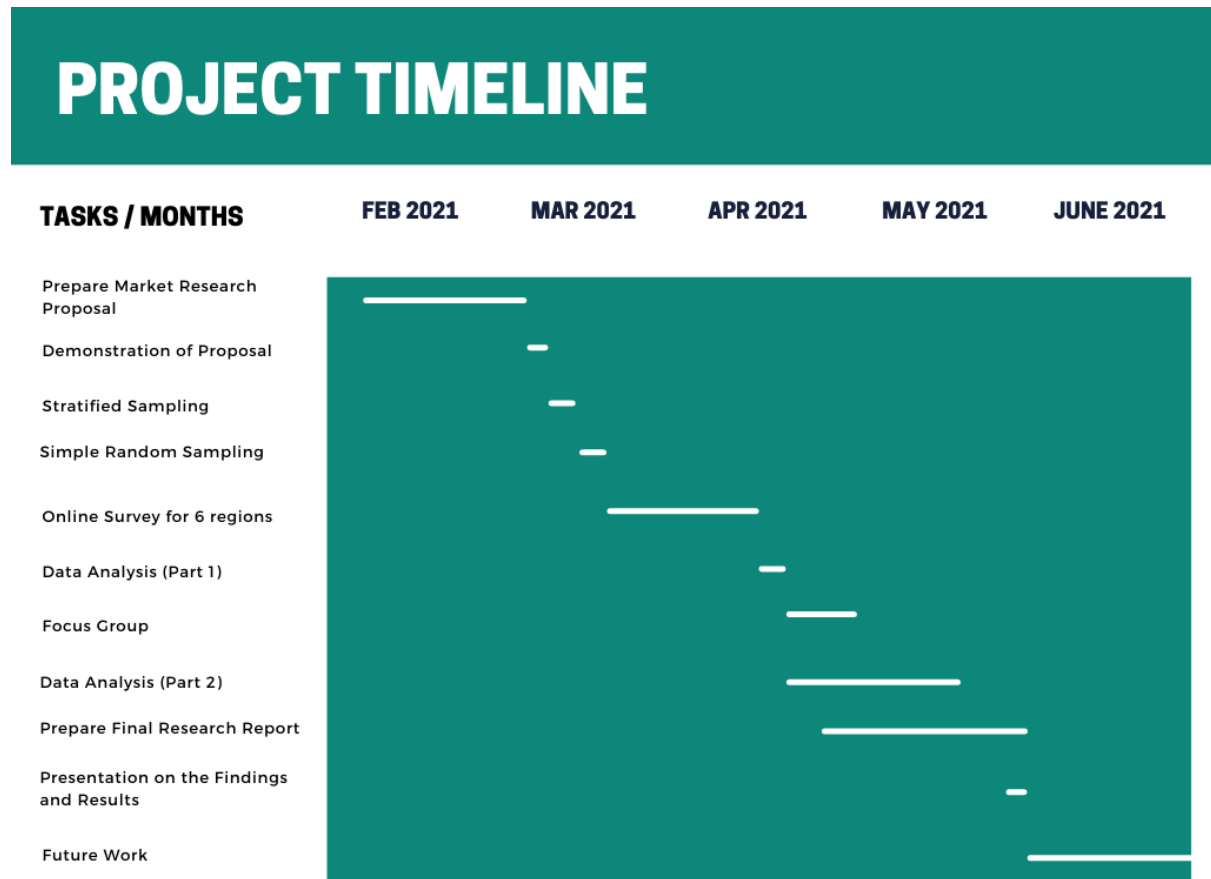 PROJECT TIMELINE
TASKS / MONTHS
FEB 2021
MAR 2021
APR 2021
MAY 2021
JUNE 2021
Prepare Market Research
Proposal
Demonstration of Proposal
Stratified Sampling
Simple Random Sampling
Online Survey for 6 regions
Data Analysis (Part 1)
Focus Group
Data Analysis (Part 2)
Prepare Final Research Report
Presentation on the Findings
and Results
Future Work